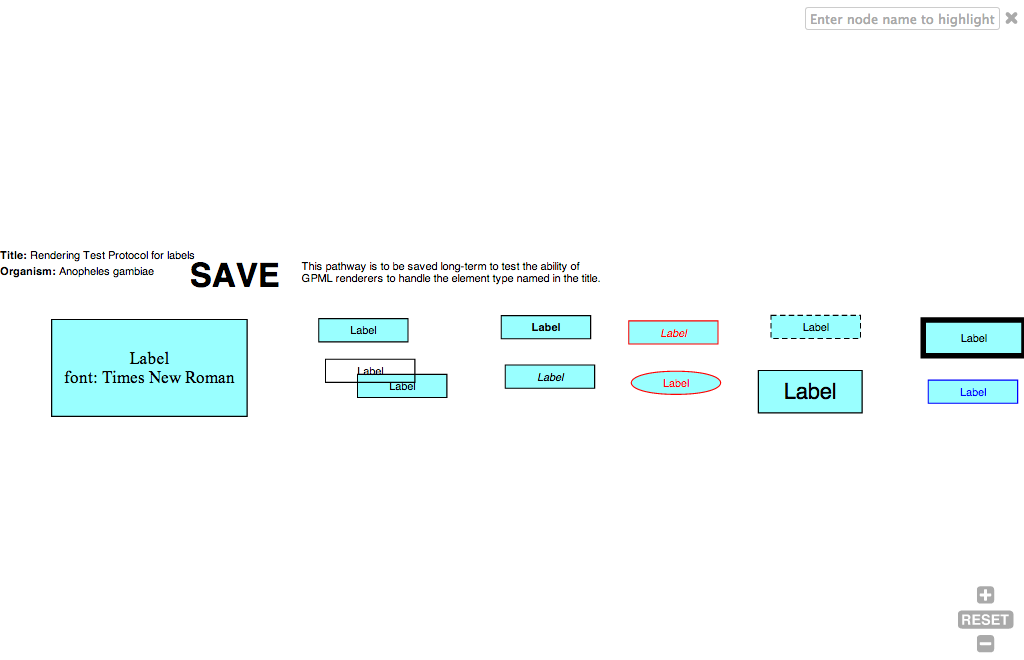 Enter node name to highlight
Title: Rendering Test Protocol for labels
Organism: Anopheles gambiae
SAVE
This pathway is to be saved long-term to test the ability of
GPML renderers to handle the element type named in the title.
Label
font: Times New Roman
Label
Label
Label
Label
Label
Label
Label
Label
Label
Label
Label
RESET